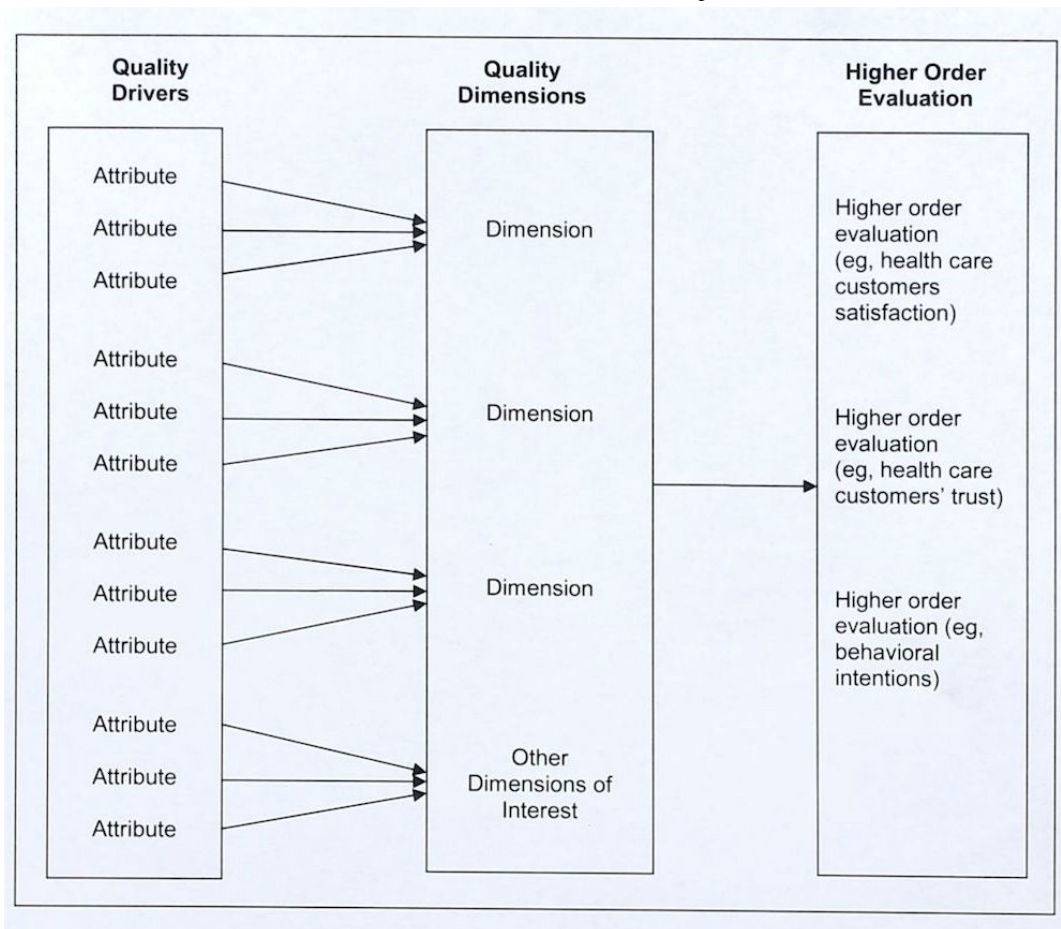 Quality
Drivers
Quality
Dimensions
Higher Order
Evaluation
Attribute
Attribute
Attribute
Attribute
Attribute
Attribute
Attribute
Attribute
Attribute
Attribute
Attribute
Attribute
Dimension
Dimension
Dimension
Other
Dimensions of
Interest
Higher order
evaluation
(eg, health care
customers
satisfaction)
Higher order
evaluation
(eg, health care
customers' trust)
Higher order
evaluation (eg,
behavioral
intentions)